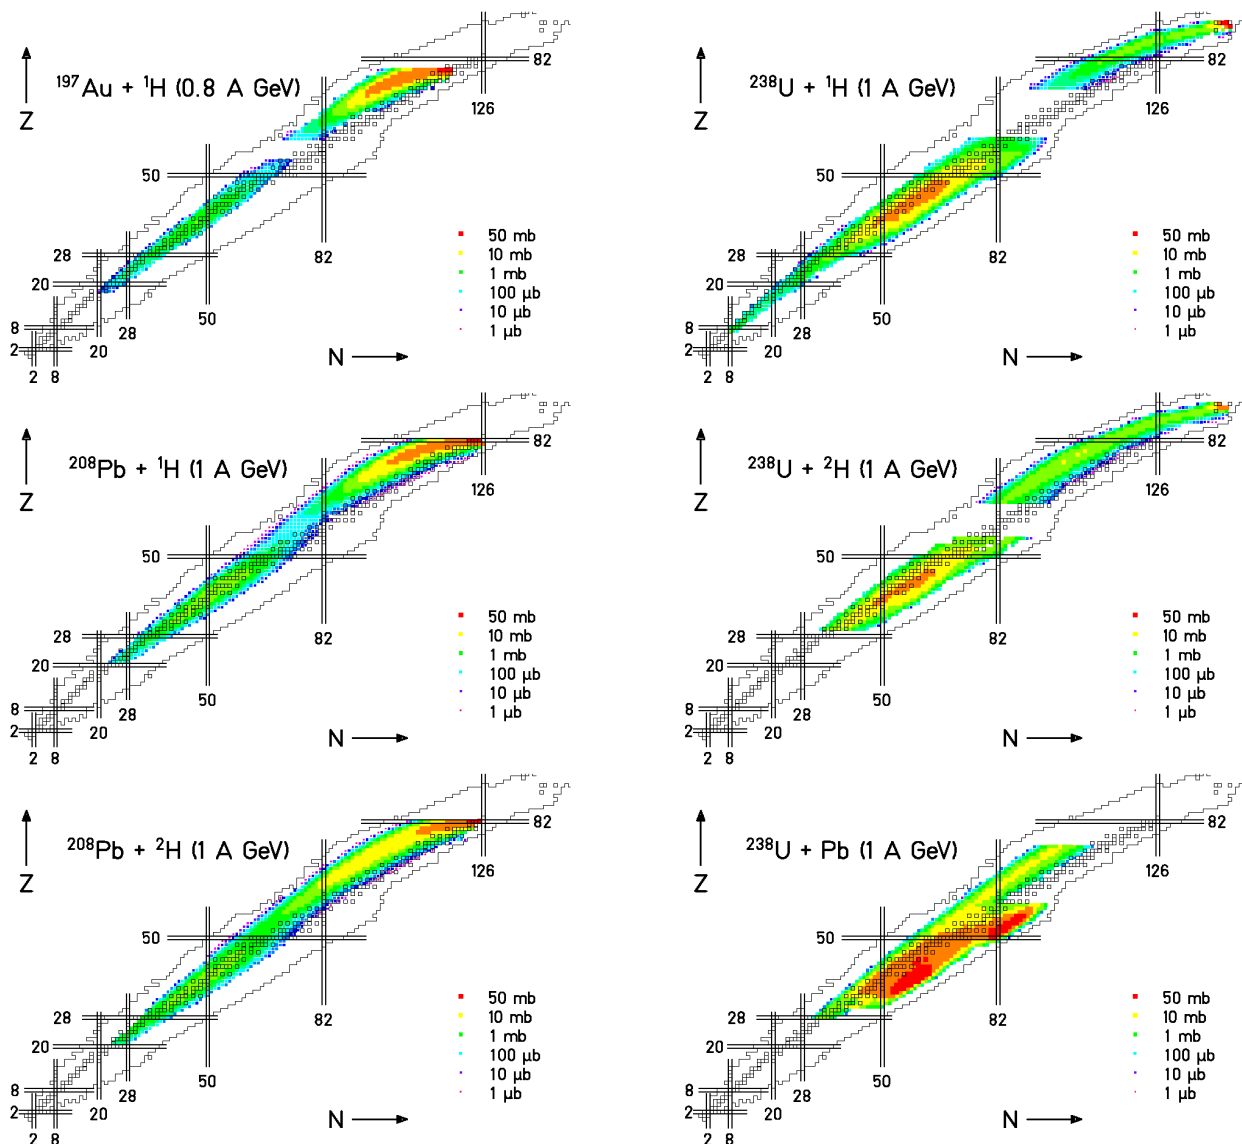 ¹⁹⁷Au + ¹H (0.8 A GeV)
Z
82
126
50
28
20
8
2
2
8
20
28
50
82
N
50 mb
10 mb
1 mb
100 µb
10 µb
1 µb
²³⁸U + ¹H (1 A GeV)
Z
82
126
50
28
20
8
2
2
8
20
28
50
82
N
50 mb
10 mb
1 mb
100 µb
10 µb
1 µb
²⁰⁸Pb + ¹H (1 A GeV)
Z
82
126
50
28
20
8
2
2
8
20
28
50
82
N
50 mb
10 mb
1 mb
100 µb
10 µb
1 µb
²³⁸U + ²H (1 A GeV)
Z
82
126
50
28
20
8
2
2
8
20
28
50
82
N
50 mb
10 mb
1 mb
100 µb
10 µb
1 µb
²⁰⁸Pb + ²H (1 A GeV)
Z
82
126
50
28
20
8
2
2
8
20
28
50
82
N
50 mb
10 mb
1 mb
100 µb
10 µb
1 µb
²³⁸U + Pb (1 A GeV)
Z
82
126
50
28
20
8
2
2
8
20
28
50
82
N
50 mb
10 mb
1 mb
100 µb
10 µb
1 µb